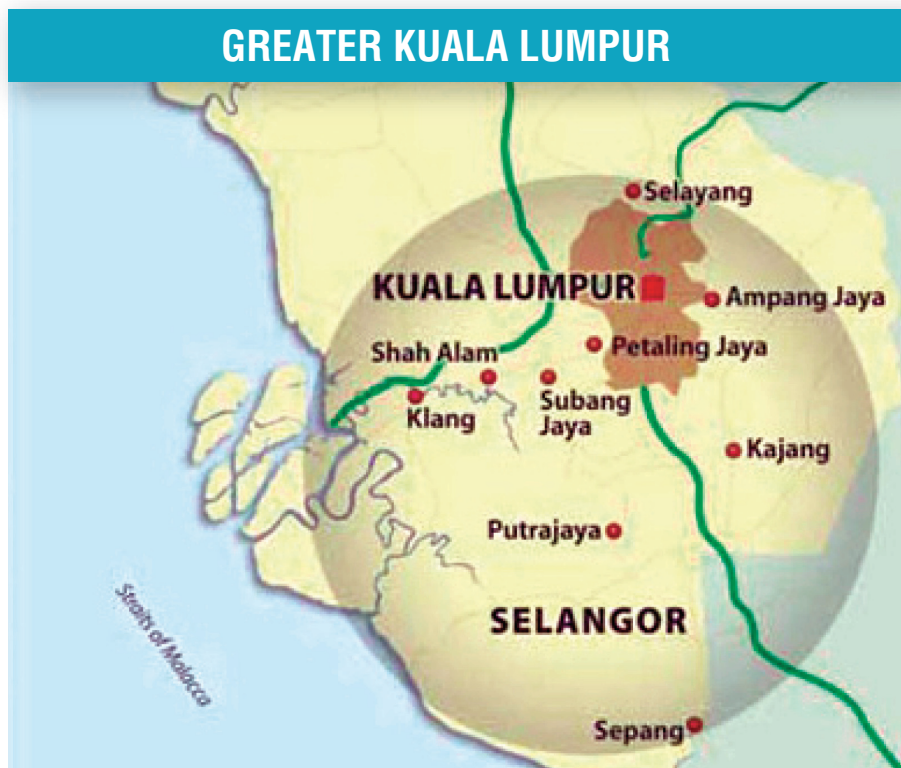 GREATER KUALA LUMPUR
Selayang
KUALA LUMPUR
Ampang Jaya
Petaling Jaya
Shah Alam
Klang
Subang
Jaya
Kajang
Putrajaya
SELANGOR
Straits of Malacca
Sepang